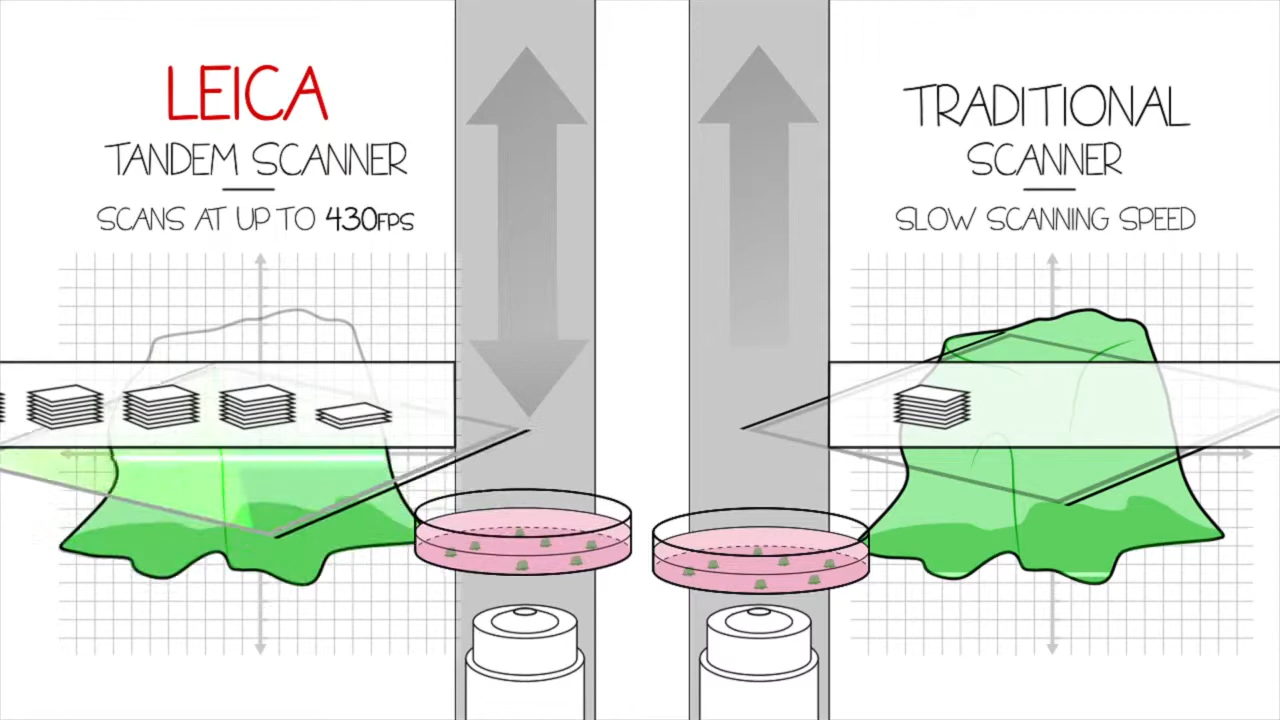 LEICA
TANDEM SCANNER
SCANS AT UP TO 430FPS
TRADITIONAL
SCANNER
SLOW SCANNING SPEED